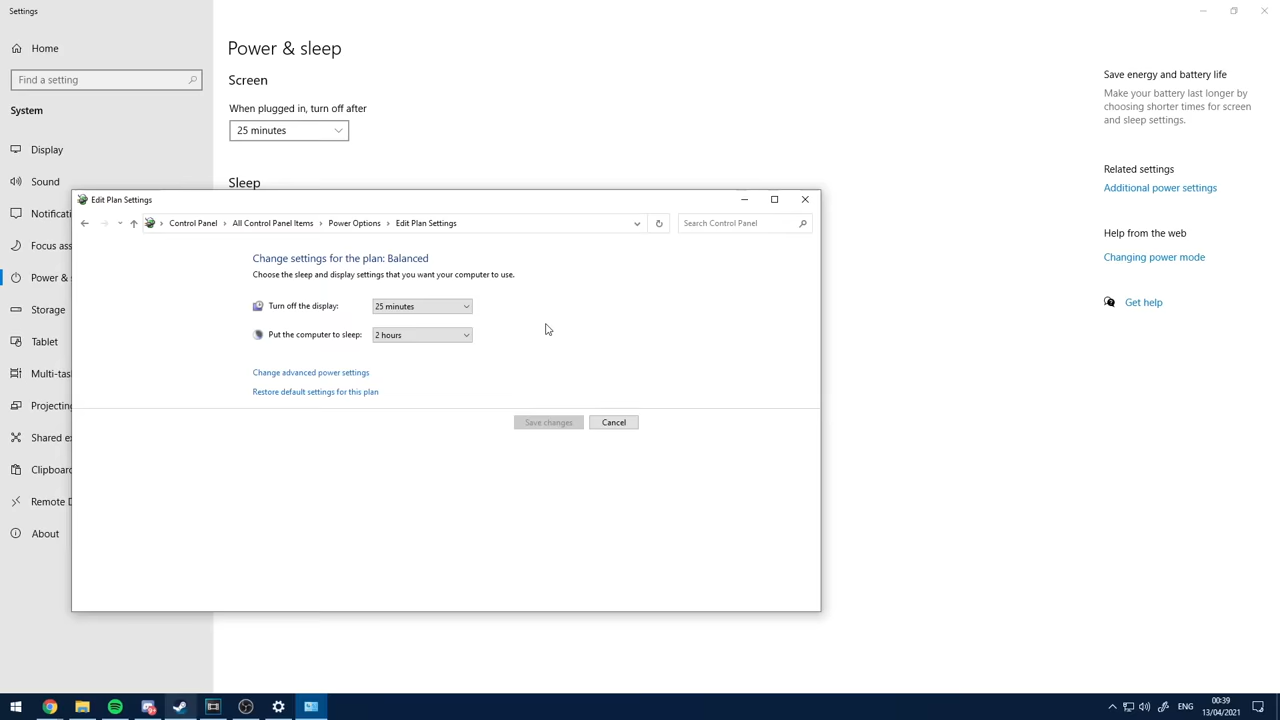 Settings
Home
Find a setting
System
Display
Sound
Notificati
Focus ass
Power &
Storage
Tablet
Multi-tas
Projecting
Shared ex
Clipboard
Remote D
About
Power & sleep
Screen
When plugged in, turn off after
25 minutes
Sleep
Save energy and battery life
Make your battery last longer by
choosing shorter times for screen
and sleep settings.
Related settings
Additional power settings
Help from the web
Changing power mode
Get help
Edit Plan Settings
Control Panel > All Control Panel Items > Power Options > Edit Plan Settings
Search Control Panel
Change settings for the plan: Balanced
Choose the sleep and display settings that you want your computer to use.
Turn off the display: 25 minutes
Put the computer to sleep: 2 hours
Change advanced power settings
Restore default settings for this plan
Save changes Cancel
ENG
00:39
13/04/2021